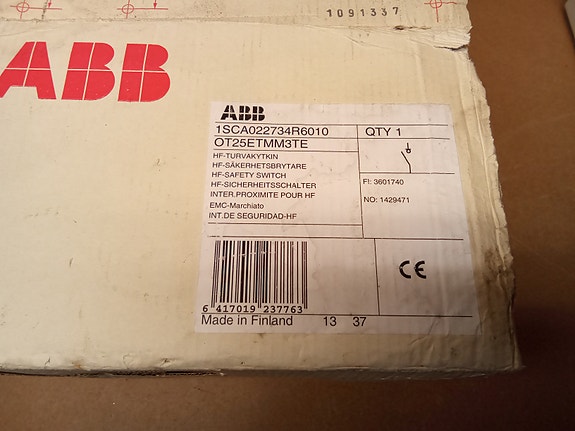 1091337
ABB
ABB
1SCA022734R6010 QTY 1
OT25ETMM3TE
HF-TURVAKYTKIN
HF-SÄKERHETSBRYTARE
HF-SAFETY SWITCH
HF-SICHERHEITSSCHALTER
INTER.PROXIMITE POUR HF
EMC-Marchiato
INT.DE SEGURIDAD-HF
FI: 3601740
NO: 1429471
CE
6 417019 237763
Made in Finland 13 37